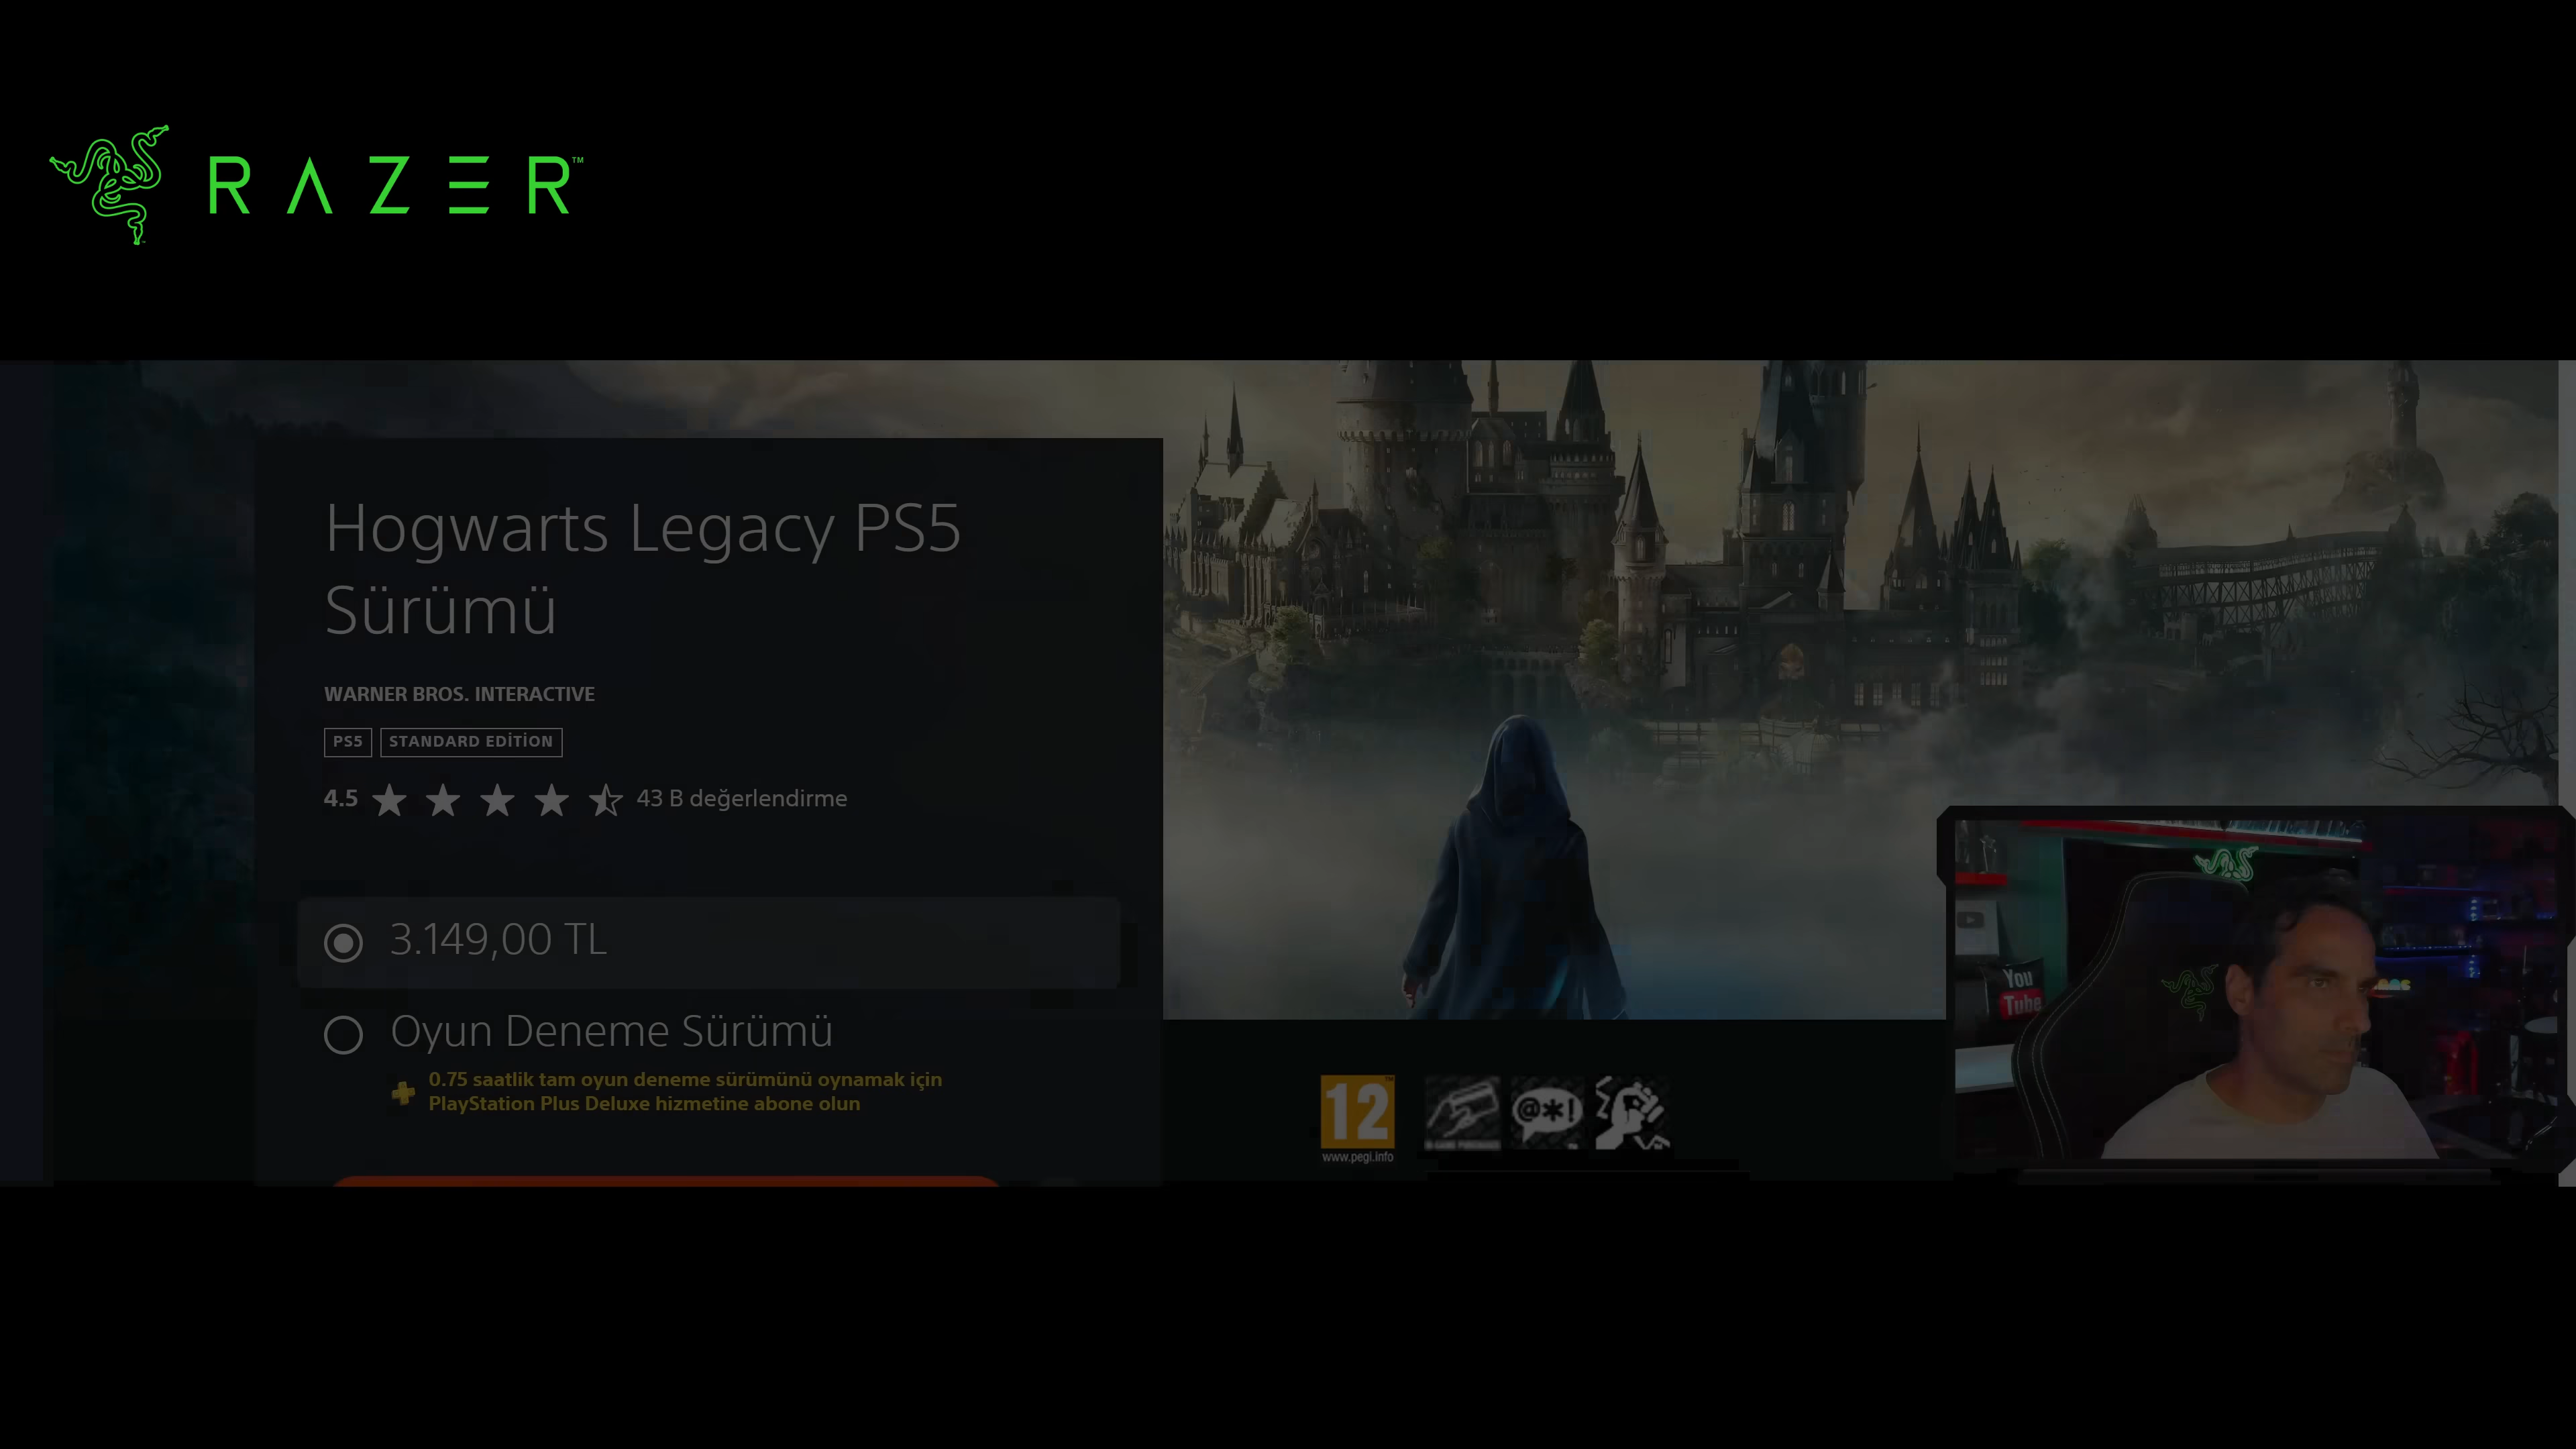 RAZER™
Hogwarts Legacy PS5
Sürümü
WARNER BROS. INTERACTIVE
PS5 STANDARD EDİTİON
4.5 43 B değerlendirme
3.149,00 TL
Oyun Deneme Sürümü
0.75 saatlik tam oyun deneme sürümünü oynamak için
PlayStation Plus Deluxe hizmetine abone olun
12
www.pegi.info
@*!
You
Tube